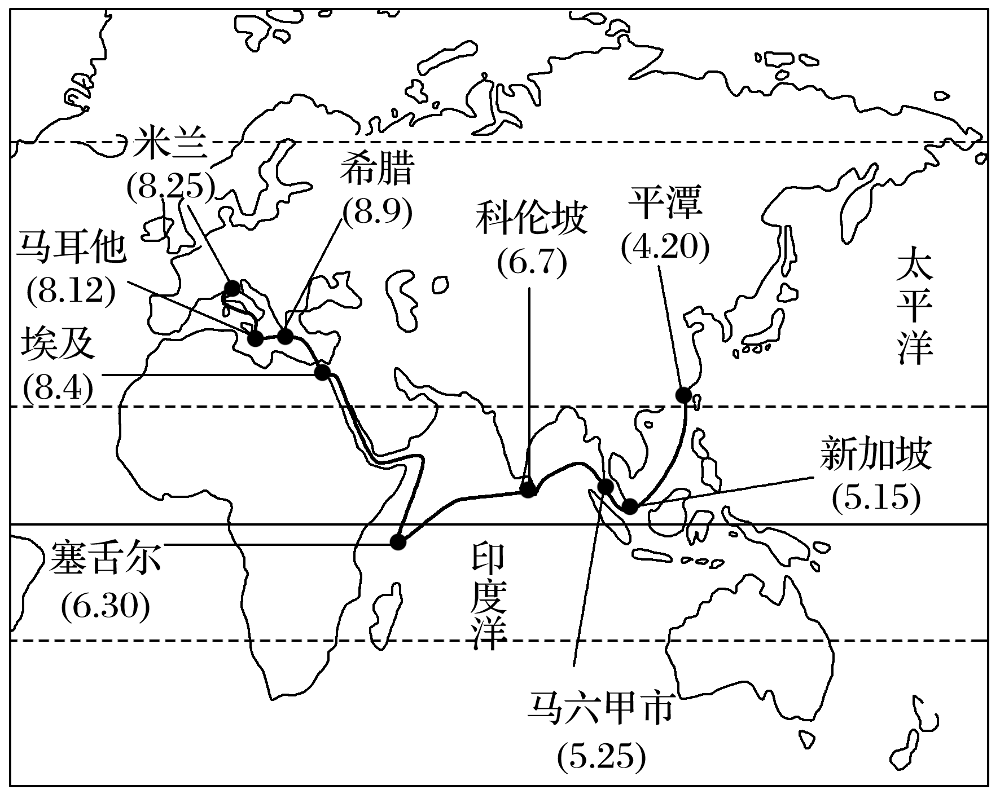 米兰
(8.25)
希腊
(8.9)
科伦坡
(6.7)
平潭
(4.20)
马耳他
(8.12)
太平洋
埃及
(8.4)
新加坡
(5.15)
塞舌尔
(6.30)
印度洋
马六甲市
(5.25)